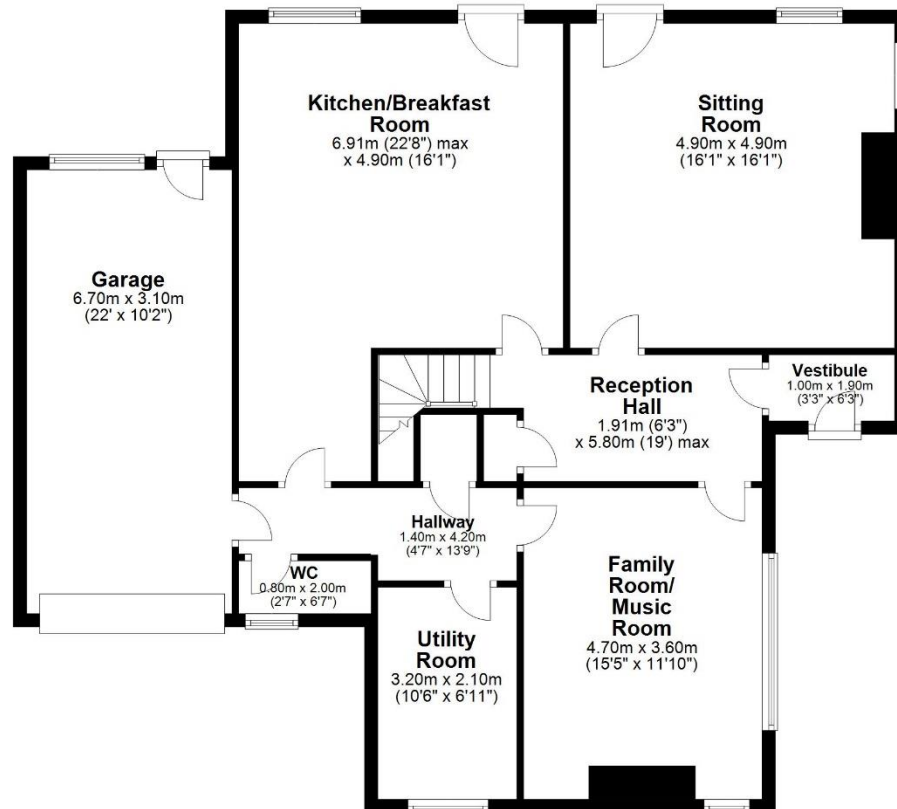 Kitchen/Breakfast
Room
6.91m (22'8") max
x 4.90m (16'1")
Sitting
Room
4.90m x 4.90m
(16'1" x 16'1")
Garage
6.70m x 3.10m
(22' x 10'2")
Reception
Hall
1.91m (6'3")
x 5.80m (19') max
Vestibule
1.00m x 1.90m
(3'3" x 6'3")
Hallway
1.40m x 4.20m
(4'7" x 13'9")
WC
0.80m x 2.00m
(2'7" x 6'7")
Family
Room/
Music
Room
4.70m x 3.60m
(15'5" x 11'10")
Utility
Room
3.20m x 2.10m
(10'6" x 6'11")